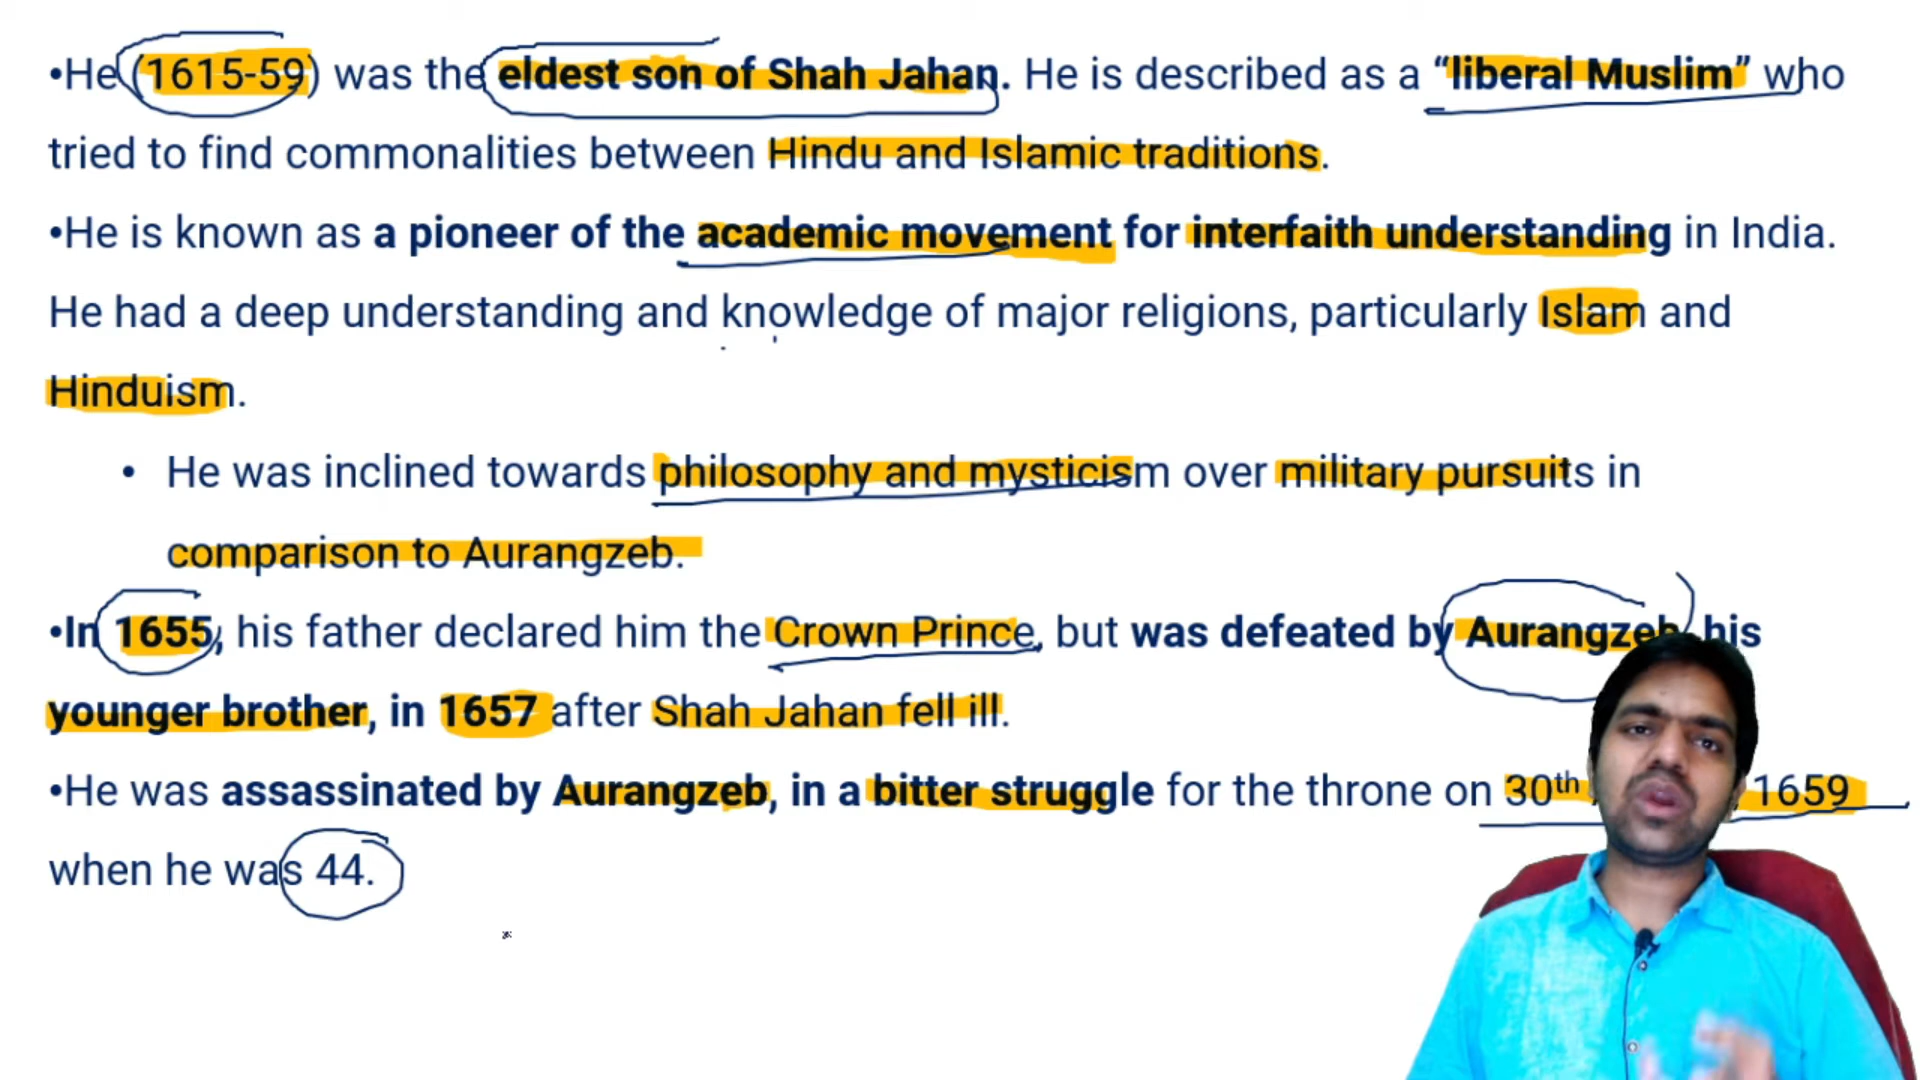 •He (1615-59) was the eldest son of Shah Jahan. He is described as a “liberal Muslim” who
tried to find commonalities between Hindu and Islamic traditions.
•He is known as a pioneer of the academic movement for interfaith understanding in India.
He had a deep understanding and knowledge of major religions, particularly Islam and
Hinduism.
• He was inclined towards philosophy and mysticism over military pursuits in
comparison to Aurangzeb.
•In 1655, his father declared him the Crown Prince, but was defeated by Aurangzeb, his
younger brother, in 1657 after Shah Jahan fell ill.
•He was assassinated by Aurangzeb, in a bitter struggle for the throne on 30th 1659
when he was 44.